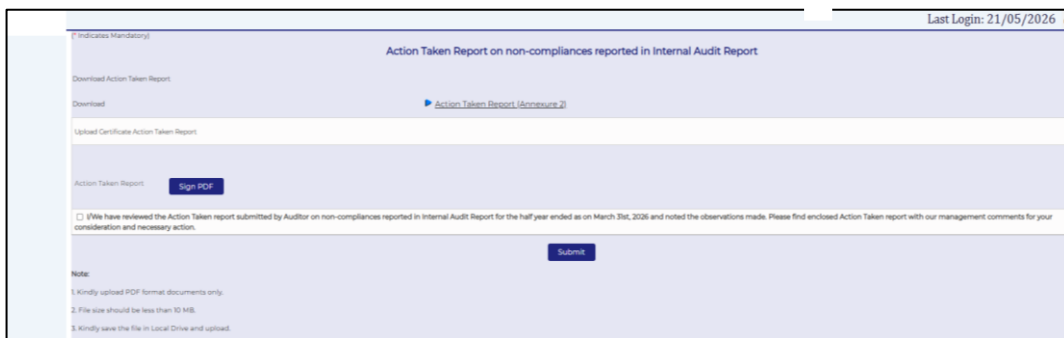 Last Login: 21/05/2026
(* Indicates Mandatory)
Action Taken Report on non-compliances reported in Internal Audit Report
Download Action Taken Report
Download
Action Taken Report (Annexure 2)
Upload Certificate Action Taken Report
Action Taken Report
Sign PDF
I/We have reviewed the Action Taken report submitted by Auditor on non-compliances reported in Internal Audit Report for the half year ended as on March 31st, 2026 and noted the observations made. Please find enclosed Action Taken report with our management comments for your
consideration and necessary action.
Submit
Note:
1. Kindly upload PDF format documents only.
2. File size should be less than 10 MB.
3. Kindly save the file in Local Drive and upload.